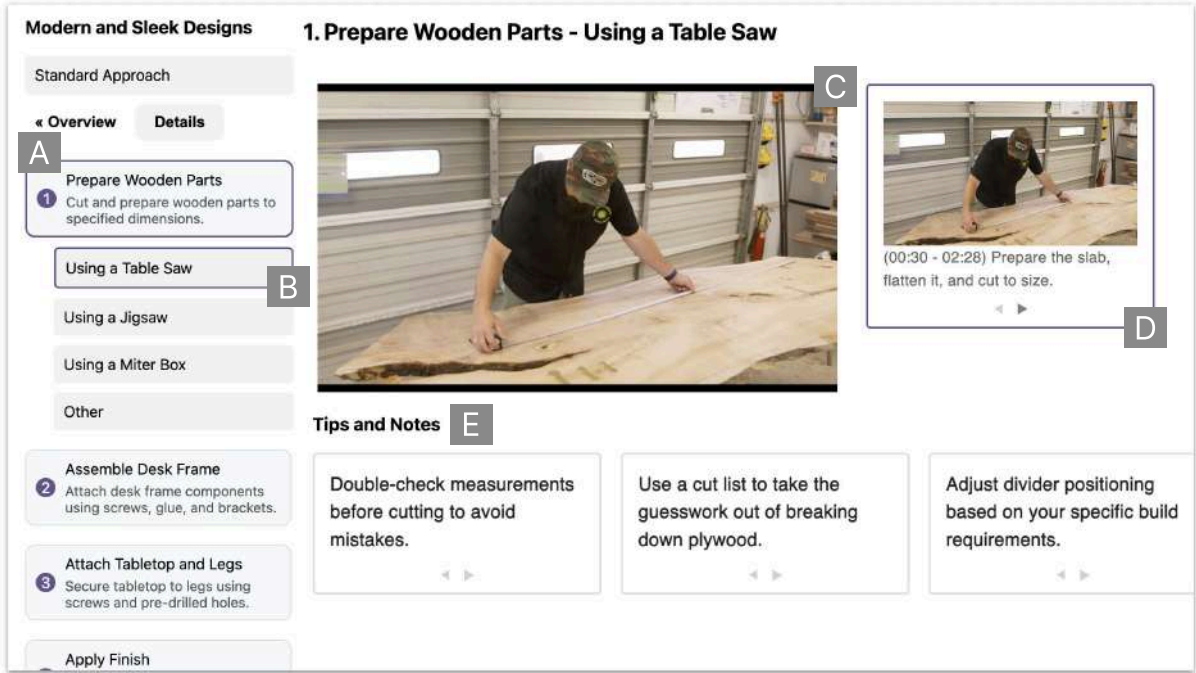 Modern and Sleek Designs
Standard Approach
« Overview
Details
A
1
Prepare Wooden Parts
Cut and prepare wooden parts to
specified dimensions.
Using a Table Saw
B
Using a Jigsaw
Using a Miter Box
Other
2
Assemble Desk Frame
Attach desk frame components
using screws, glue, and brackets.
3
Attach Tabletop and Legs
Secure tabletop to legs using
screws and pre-drilled holes.
Apply Finish
1. Prepare Wooden Parts - Using a Table Saw
C
(00:30 - 02:28) Prepare the slab,
flatten it, and cut to size.
D
Tips and Notes
E
Double-check measurements
before cutting to avoid
mistakes.
Use a cut list to take the
guesswork out of breaking
down plywood.
Adjust divider positioning
based on your specific build
requirements.